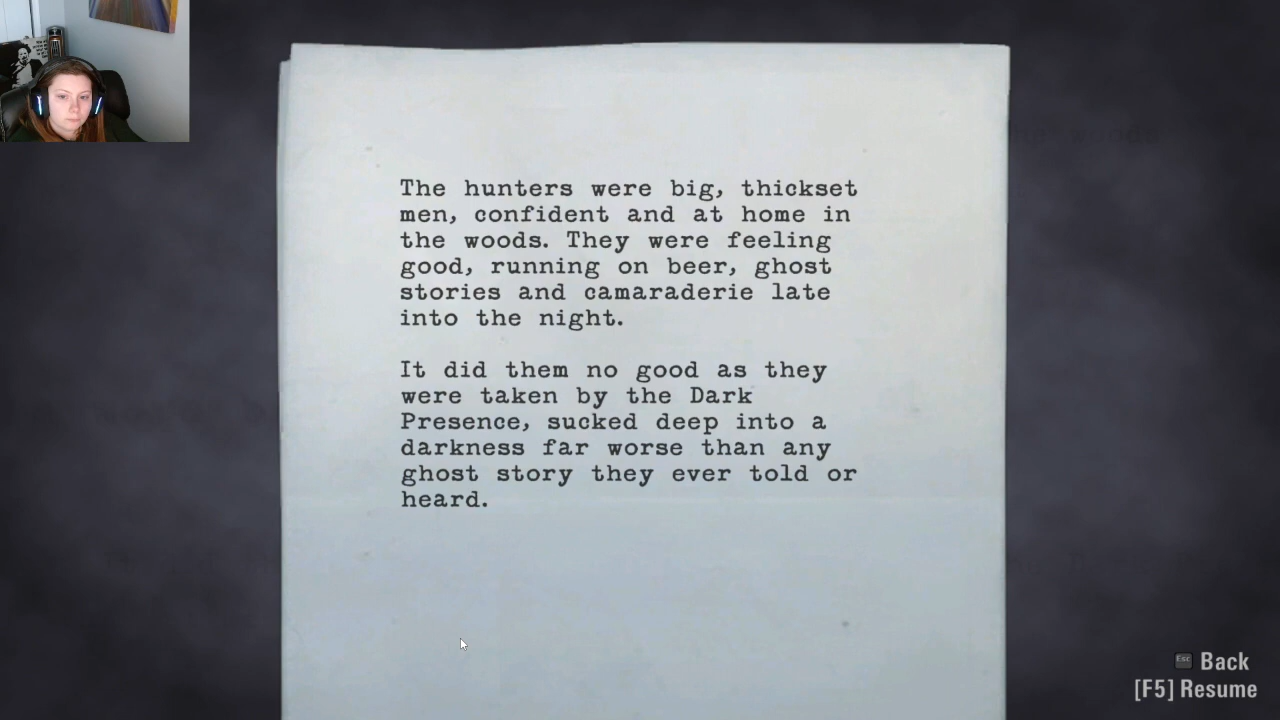 The hunters were big, thickset
men, confident and at home in
the woods. They were feeling
good, running on beer, ghost
stories and camaraderie late
into the night.
It did them no good as they
were taken by the Dark
Presence, sucked deep into a
darkness far worse than any
ghost story they ever told or
heard.
Esc Back
[F5] Resume